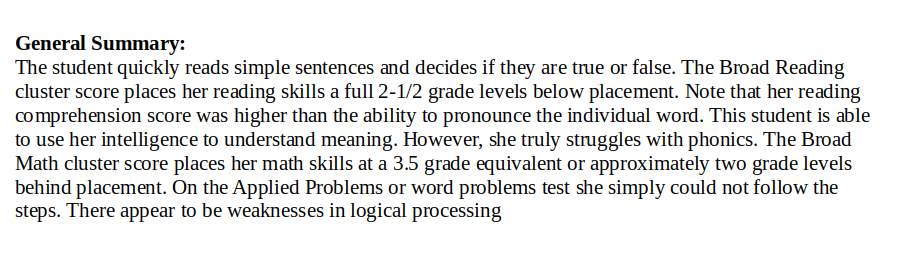 General Summary:
The student quickly reads simple sentences and decides if they are true or false. The Broad Reading
cluster score places her reading skills a full 2-1/2 grade levels below placement. Note that her reading
comprehension score was higher than the ability to pronounce the individual word. This student is able
to use her intelligence to understand meaning. However, she truly struggles with phonics. The Broad
Math cluster score places her math skills at a 3.5 grade equivalent or approximately two grade levels
behind placement. On the Applied Problems or word problems test she simply could not follow the
steps. There appear to be weaknesses in logical processing